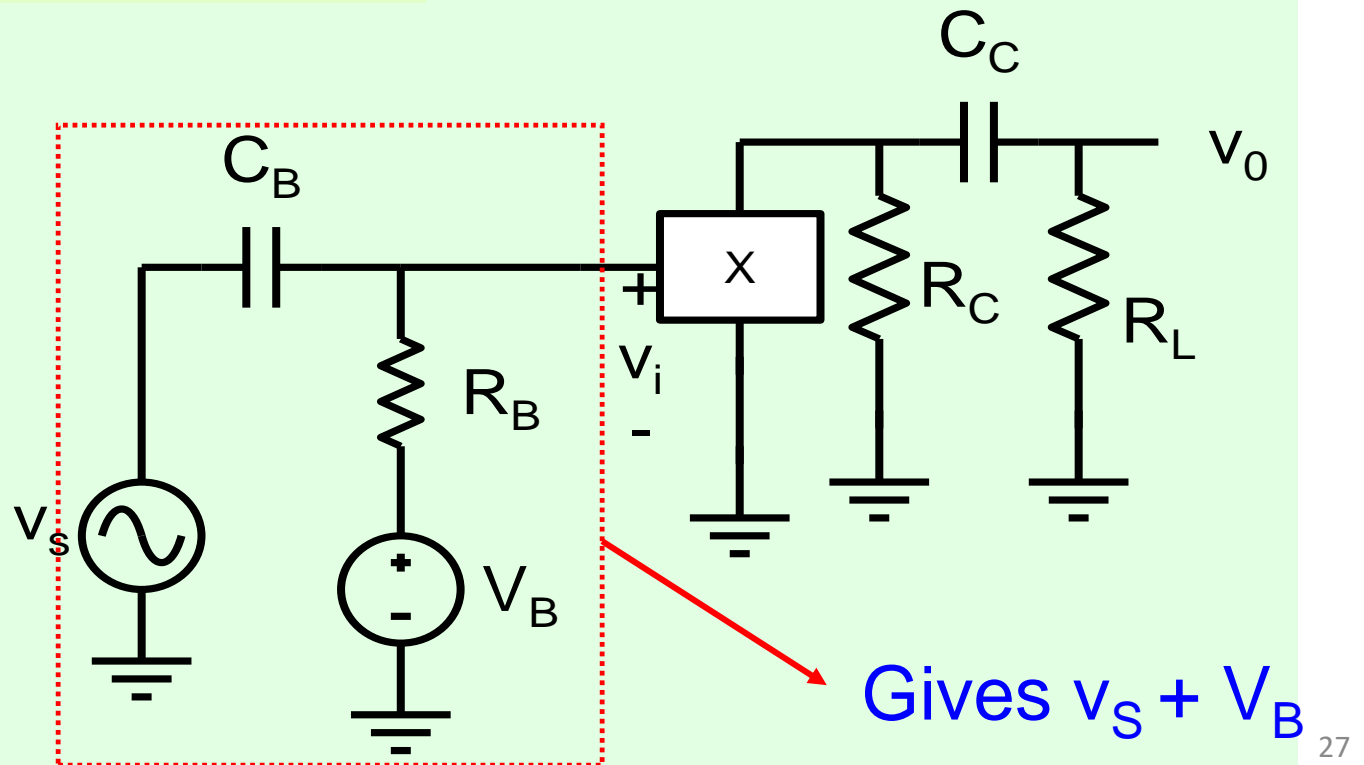 C_C
C_B
v_0
X
+
R_C
R_L
v_i
-
R_B
v_s
+
-
V_B
Gives v_S + V_B
27